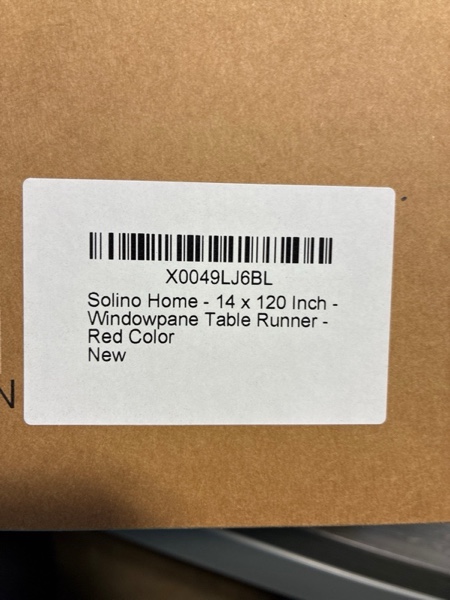 X0049LJ6BL
Solino Home - 14 x 120 Inch -
Windowpane Table Runner -
Red Color
New
N